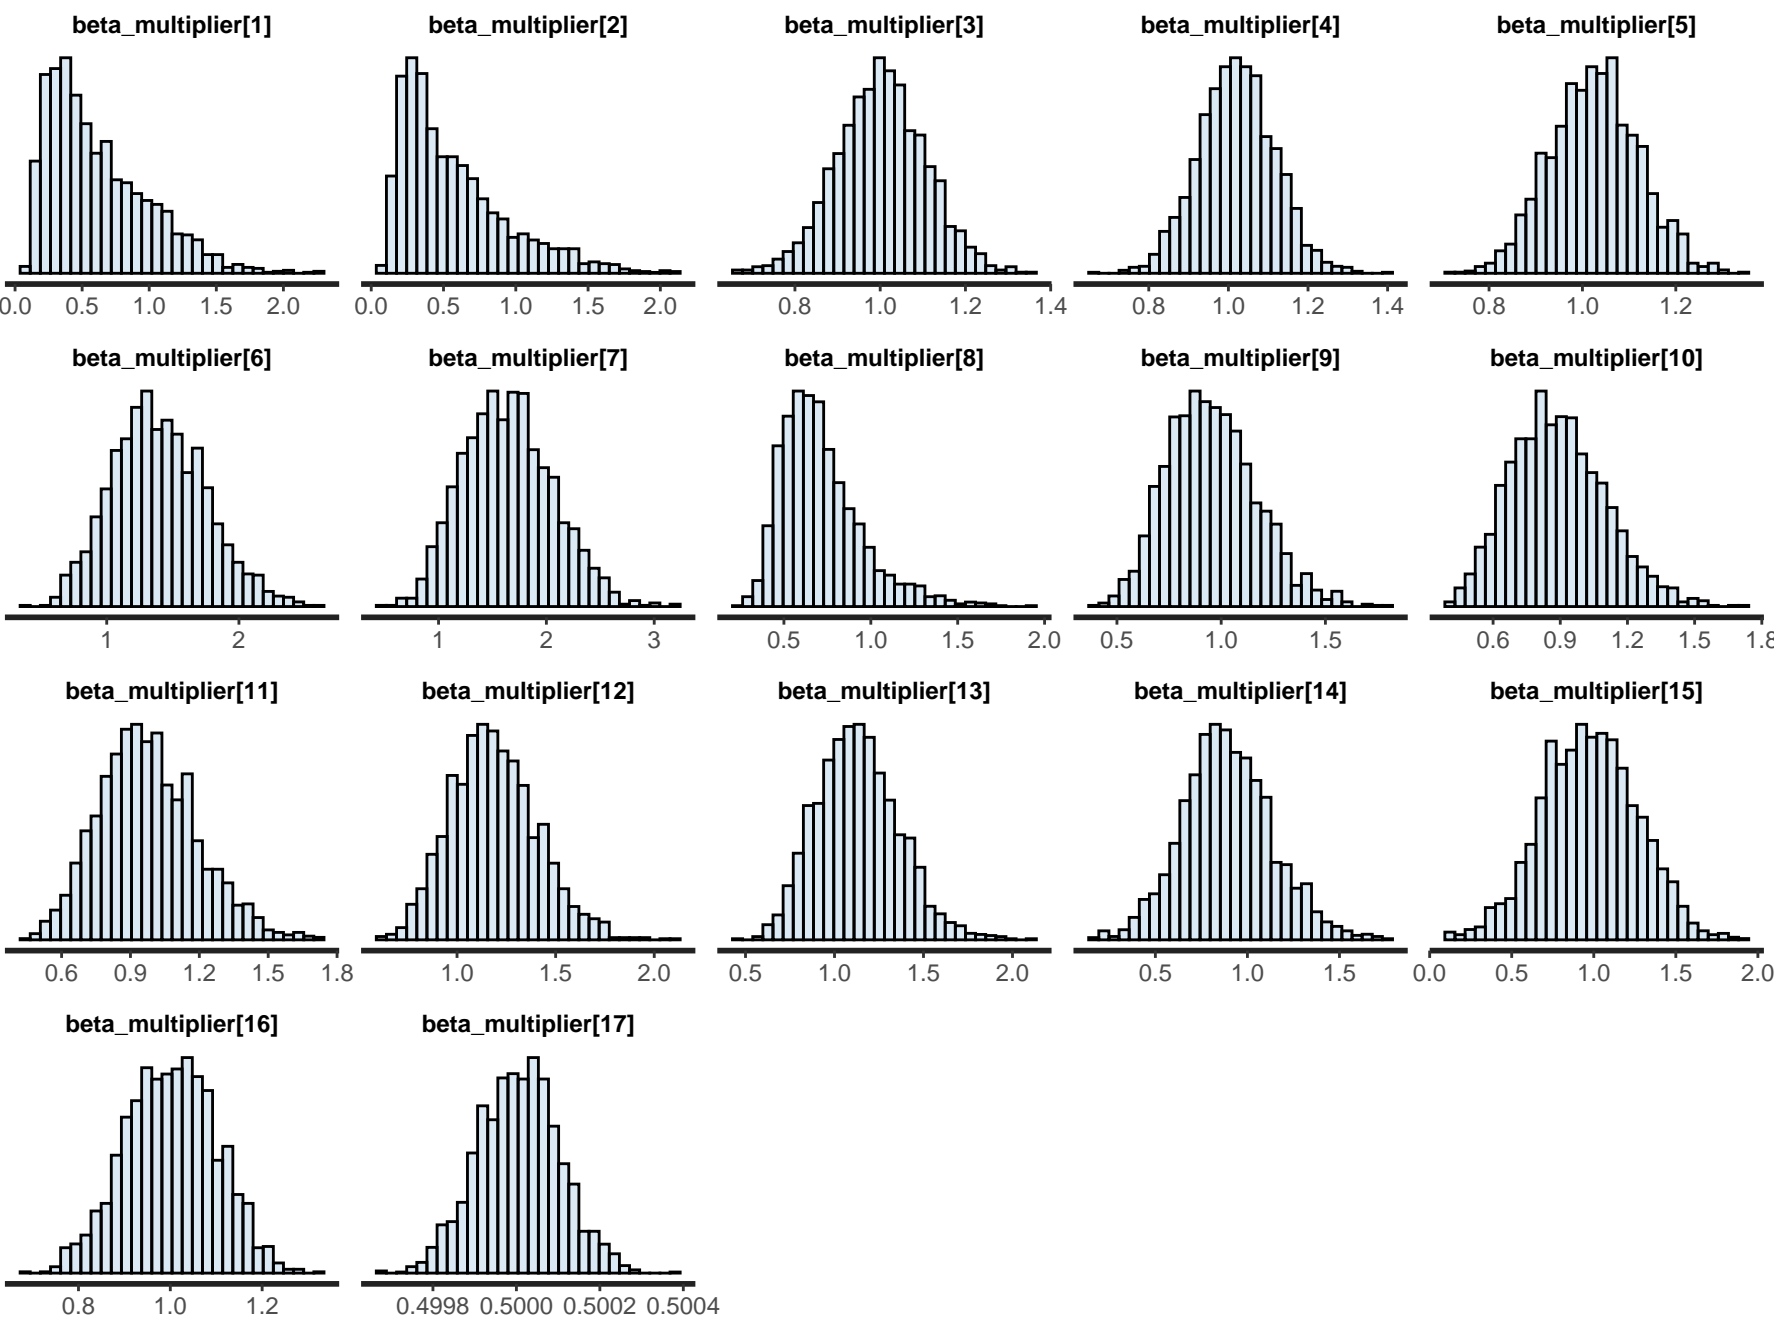 beta_multiplier[1] beta_multiplier[2] beta_multiplier[3] beta_multiplier[4] beta_multiplier[5]
0.0 0.5 1.0 1.5 2.0 0.0 0.5 1.0 1.5 2.0 0.8 1.0 1.2 1.4 0.8 1.0 1.2 1.4 0.8 1.0 1.2
beta_multiplier[6] beta_multiplier[7] beta_multiplier[8] beta_multiplier[9] beta_multiplier[10]
1 2 1 2 3 0.5 1.0 1.5 2.0 0.5 1.0 1.5 0.6 0.9 1.2 1.5 1.8
beta_multiplier[11] beta_multiplier[12] beta_multiplier[13] beta_multiplier[14] beta_multiplier[15]
0.6 0.9 1.2 1.5 1.8 1.0 1.5 2.0 0.5 1.0 1.5 2.0 0.5 1.0 1.5 0.0 0.5 1.0 1.5 2.0
beta_multiplier[16] beta_multiplier[17]
0.8 1.0 1.2 0.4998 0.5000 0.5002 0.5004